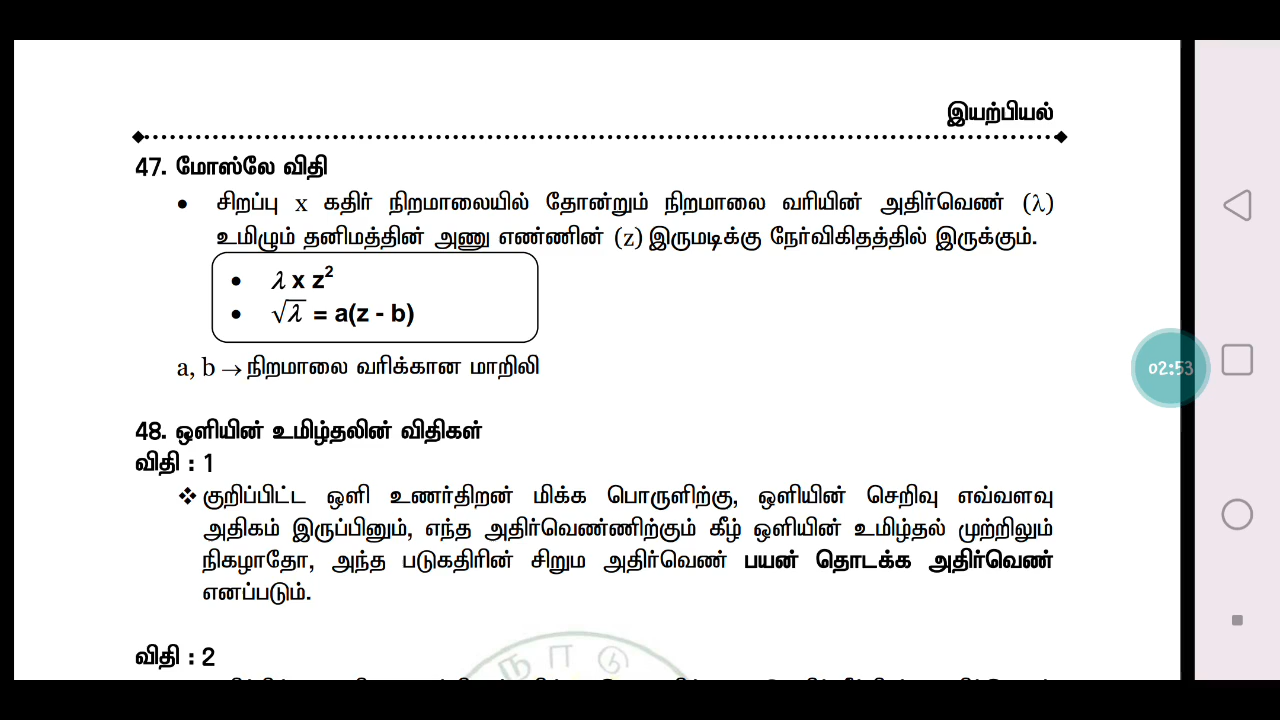 இயற்பியல்
47. மோஸ்லே விதி
• சிறப்பு x கதிர் நிறமாலையில் தோன்றும் நிறமாலை வரியின் அதிர்வெண் (λ)
உமிழும் தனிமத்தின் அணு எண்ணின் (z) இருமடிக்கு நேர்விகிதத்தில் இருக்கும்.
• λ x z²
• √λ = a(z - b)
a, b → நிறமாலை வரிக்கான மாறிலி
02:53
48. ஒளியின் உமிழ்தலின் விதிகள்
விதி : 1
❖ குறிப்பிட்ட ஒளி உணர்திறன் மிக்க பொருளிற்கு, ஒளியின் செறிவு எவ்வளவு
அதிகம் இருப்பினும், எந்த அதிர்வெண்ணிற்கும் கீழ் ஒளியின் உமிழ்தல் முற்றிலும்
நிகழாதோ, அந்த படுகதிரின் சிறும அதிர்வெண் பயன் தொடக்க அதிர்வெண்
எனப்படும்.
நாடு
விதி : 2